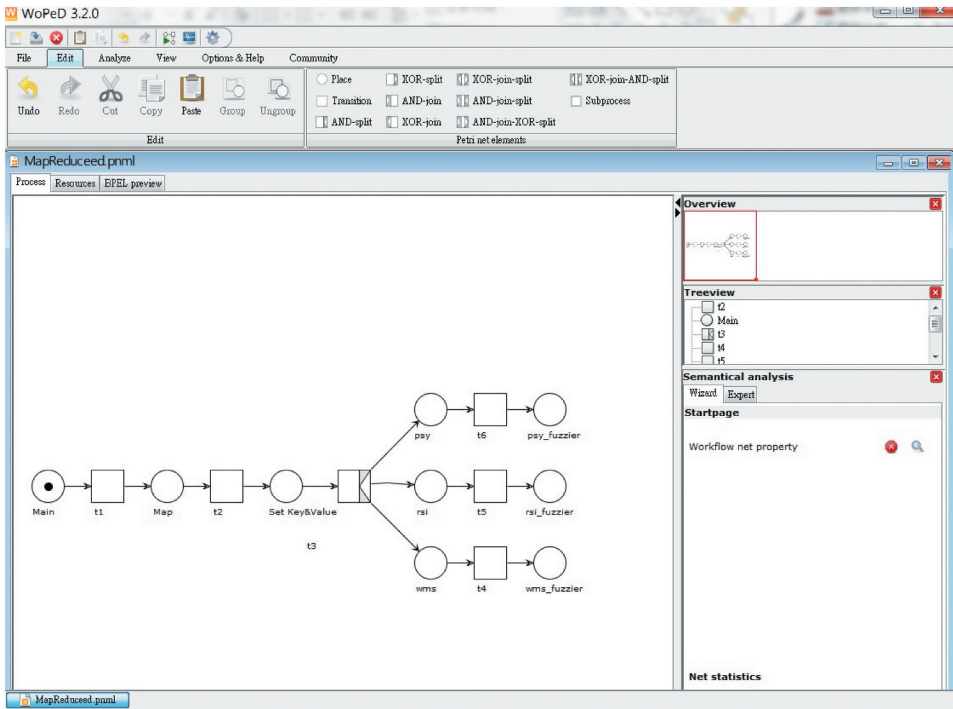 WoPeD 3.2.0
File Edit Analyze View Options & Help Community
Place XOR-split XOR-join-split XOR-join-AND-split
Transition AND-join AND-join-split Subprocess
Undo Redo Cut Copy Paste Group Ungroup
AND-split XOR-join AND-join-XOR-split
Edit Petri net elements
MapReduceed.pnml
Process Resources BPEL preview
Overview
Treeview
t2
Main
t3
t4
t5
Semantical analysis
Wizard Expert
Startpage
Workflow net property
psy t6 psy_fuzzier
Main t1 Map t2 Set Key&Value rsi t5 rsi_fuzzier
t3
wms t4 wms_fuzzier
Net statistics
MapReduceed.pnml